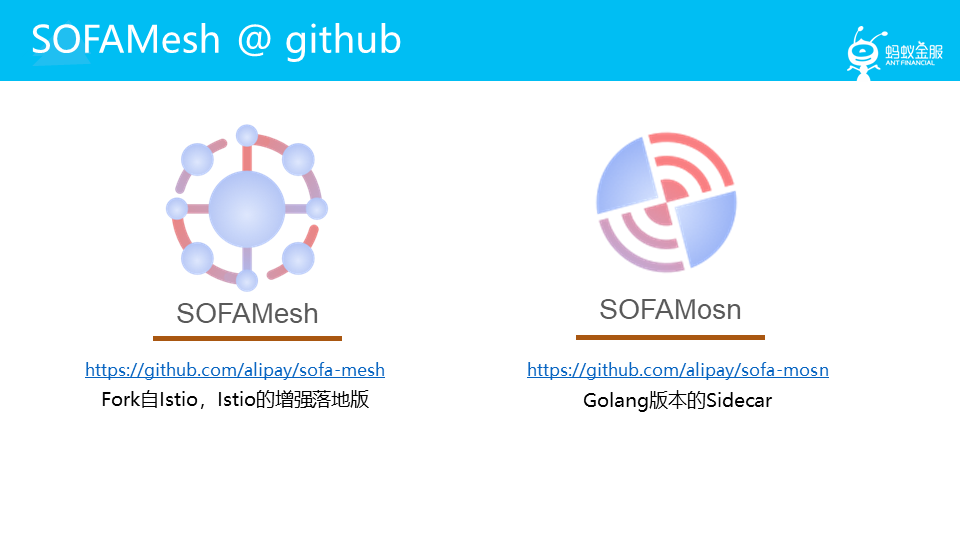 SOFAMesh @ github
蚂蚁金服
ANT FINANCIAL
SOFAMesh
https://github.com/alipay/sofa-mesh
Fork自Istio，Istio的增强落地版
SOFAMosn
https://github.com/alipay/sofa-mosn
Golang版本的Sidecar